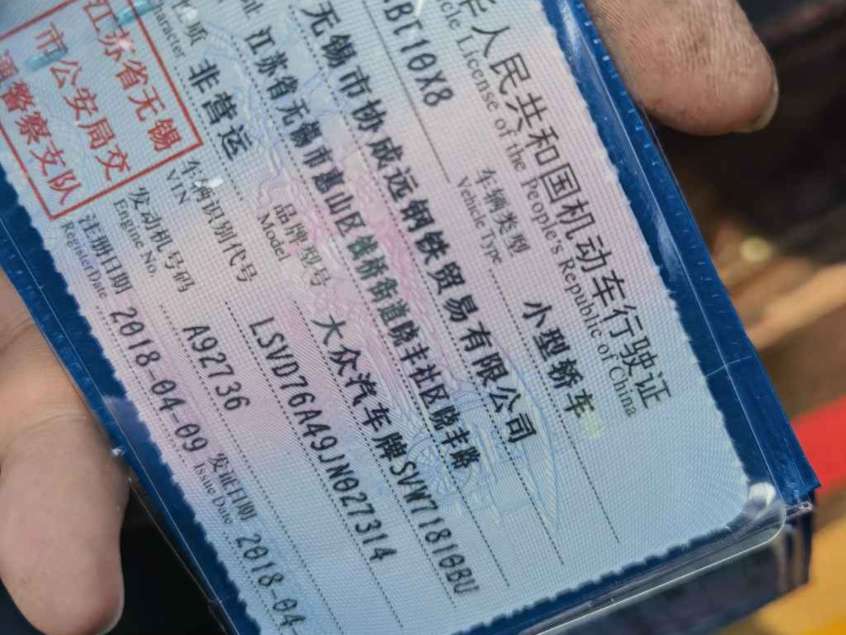 华人民共和国机动车行驶证
License of the People's Republic of China
BC10X8
车辆类型
Vehicle Type
小型轿车
无锡市协成远钢铁贸易有限公司
江苏省无锡市惠山区钱桥街道晓丰社区晓丰路
非营运
品牌型号
Model
大众汽车牌SVW71810BU
车辆识别代号
VIN
LSVD76A49JN027314
发动机号码
Engine No.
A92736
注册日期
Register Date
2018-04-09
发证日期
Issue Date
2018-04-
江苏省无锡
市公安局交
通警察支队